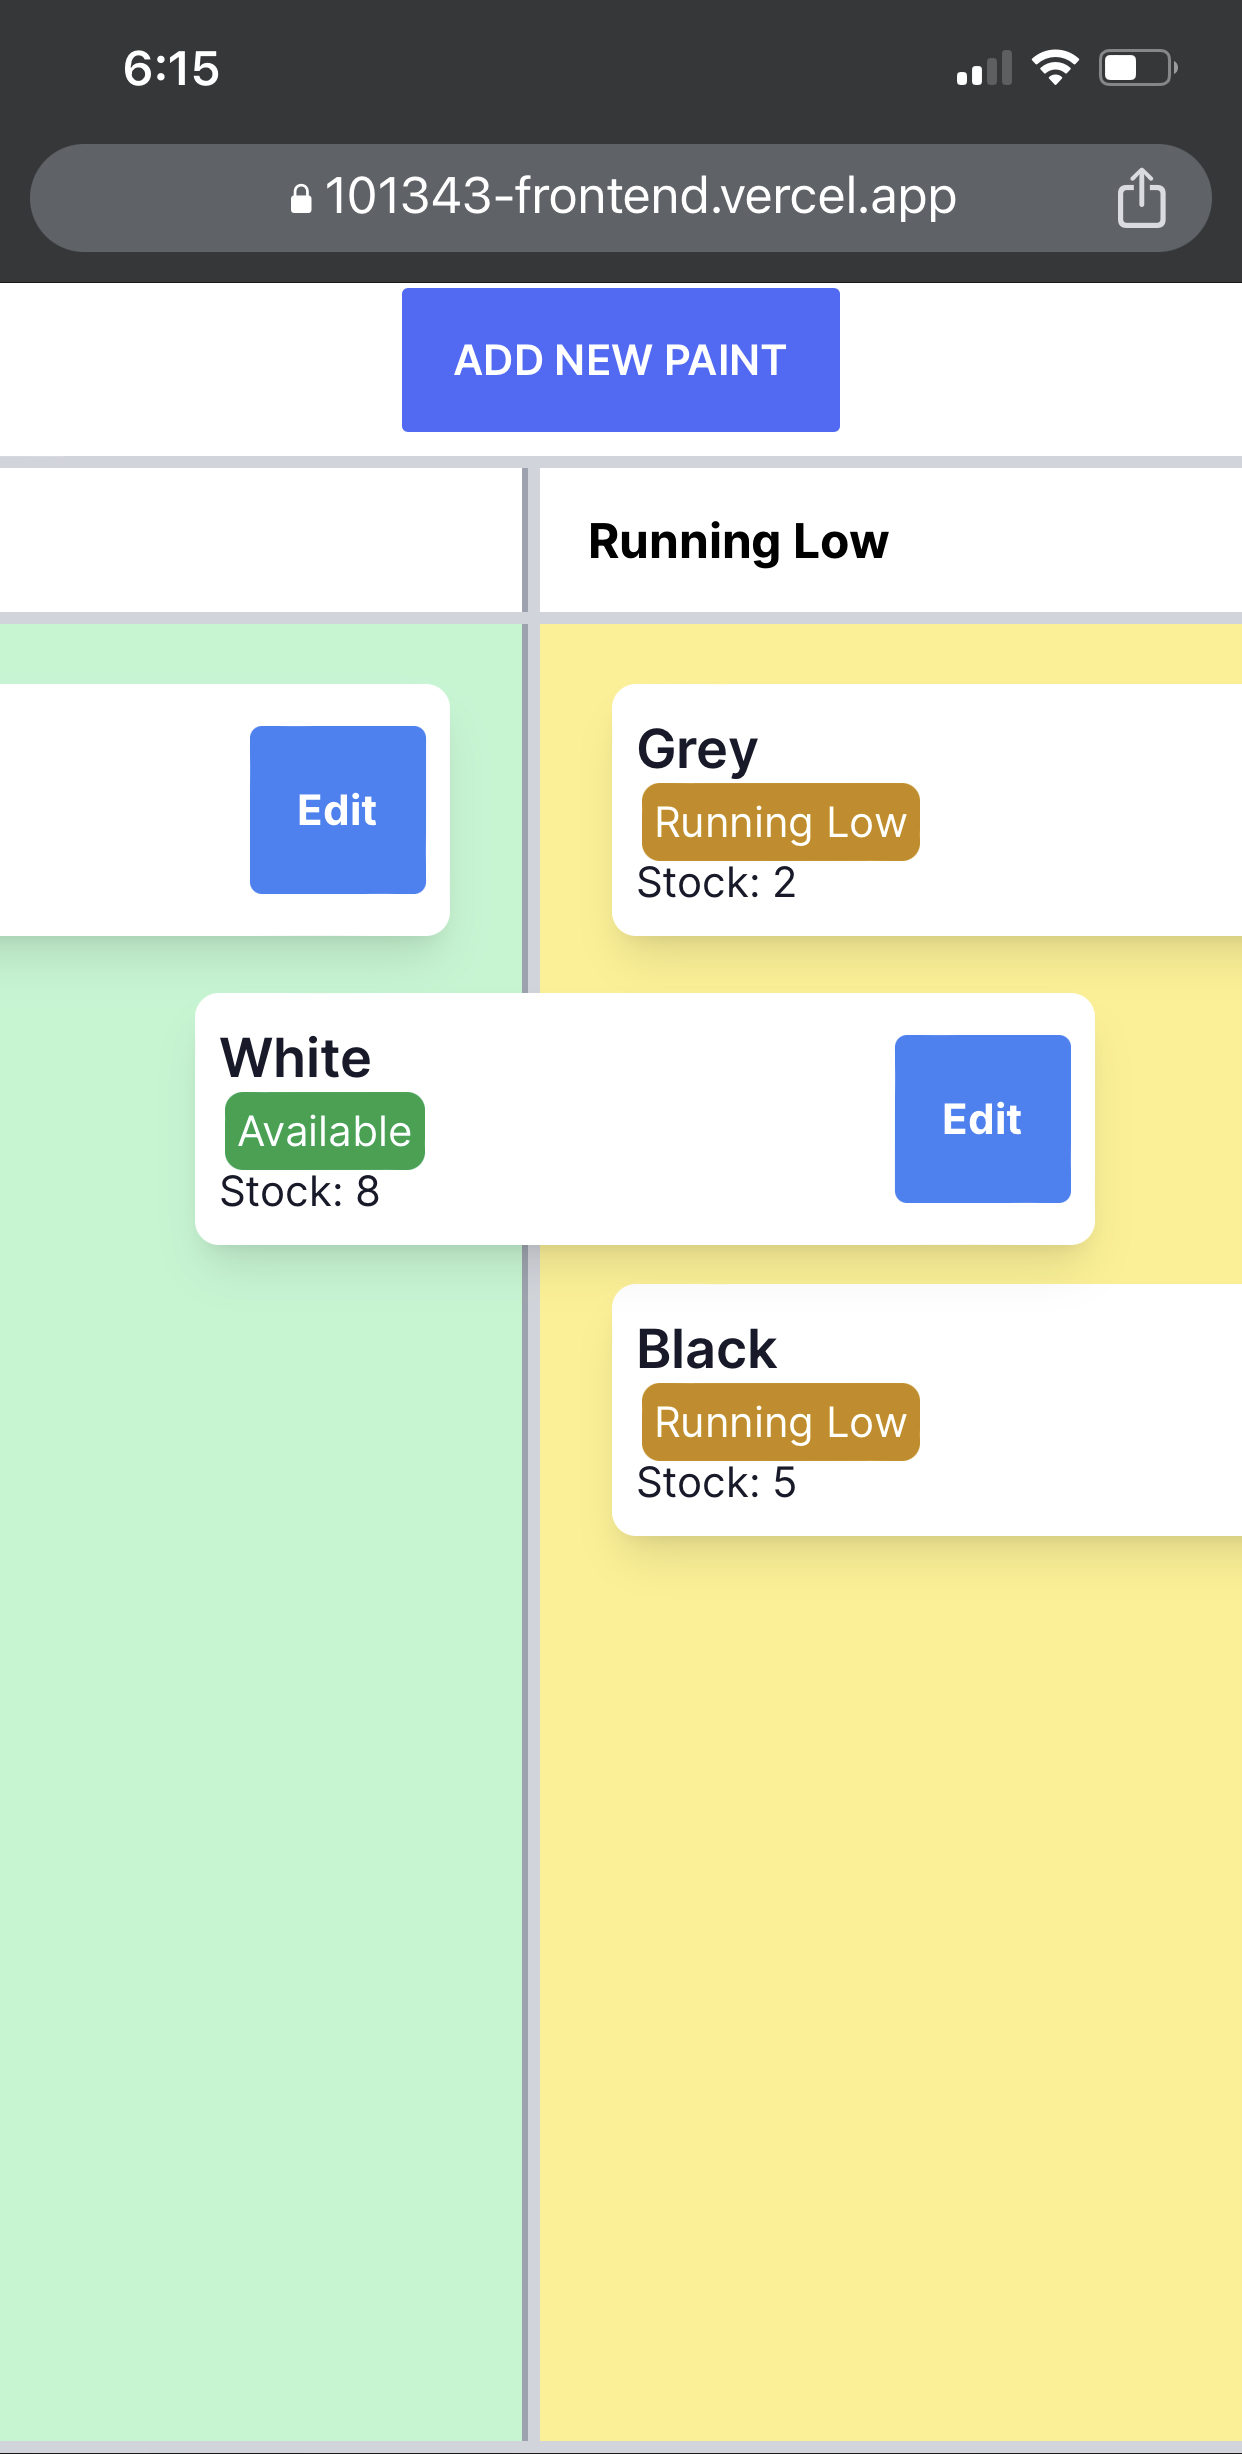 6:15
101343-frontend.vercel.app
ADD NEW PAINT
Running Low
Edit
Grey
Running Low
Stock: 2
White
Available
Stock: 8
Edit
Black
Running Low
Stock: 5